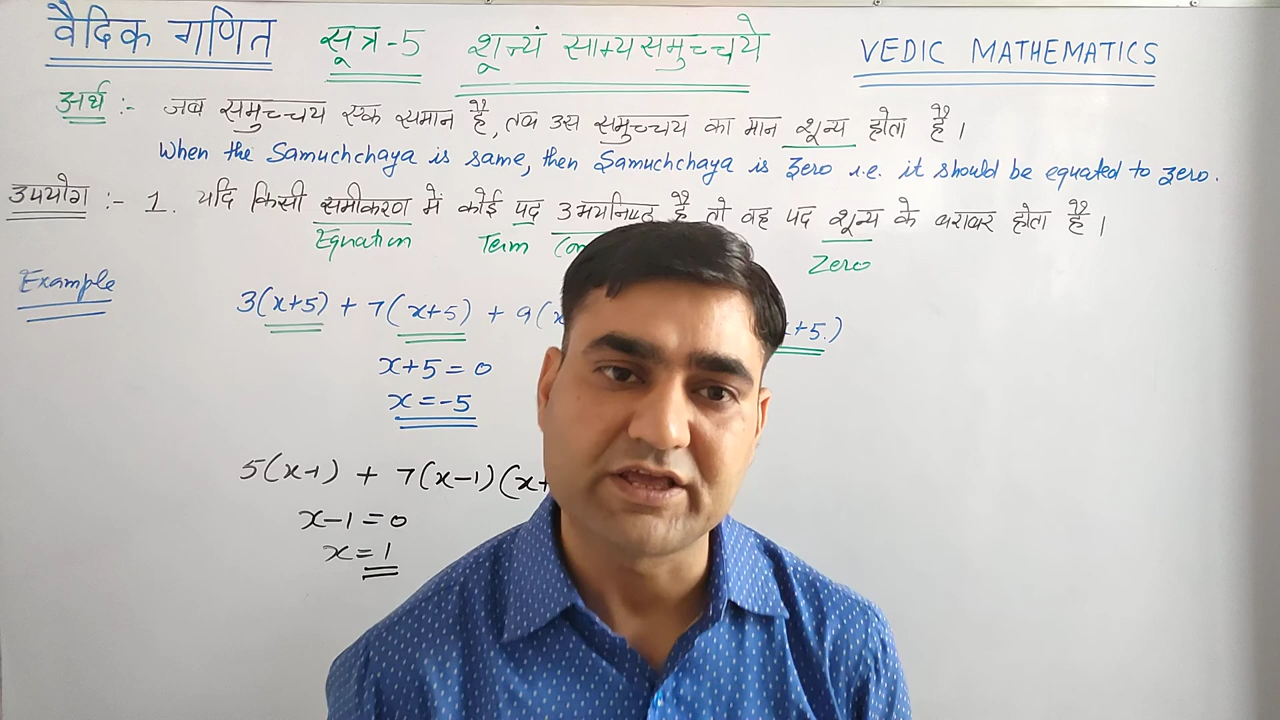 वैदिक गणित सूत्र-5 शून्यं साम्यसमुच्चये VEDIC MATHEMATICS
अर्थ :- जब समुच्चय एक समान है, तब उस समुच्चय का मान शून्य होता है।
When the Samuchchaya is same, then Samuchchaya is Zero i.e. it should be equated to zero.
उपयोग :- 1. यदि किसी समीकरण में कोई पद उभयनिष्ठ है तो वह पद शून्य के बराबर होता है।
Equation Term Zero
Example
3(x+5) + 7(x+5) + 9(x +5.)
x+5 = 0
x = -5
5(x-1) + 7(x-1)(x+
x-1 = 0
x = 1